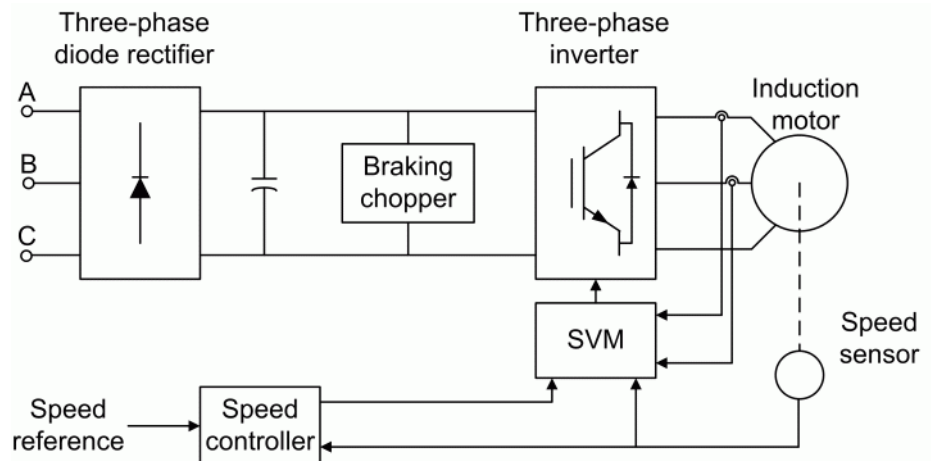 Three-phase
diode rectifier
Three-phase
inverter
A
B
C
Braking
chopper
Induction
motor
SVM
Speed
sensor
Speed
reference
Speed
controller